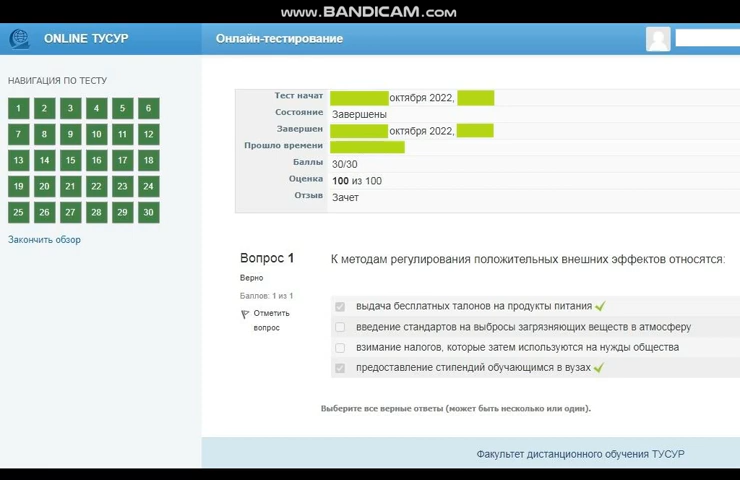 www.BANDICAM.com
ONLINE ТУСУР
Онлайн-тестирование
НАВИГАЦИЯ ПО ТЕСТУ
1 2 3 4 5 6
7 8 9 10 11 12
13 14 15 16 17 18
19 20 21 22 23 24
25 26 27 28 29 30
Закончить обзор
Тест начат октября 2022,
Состояние Завершены
Завершен октября 2022,
Прошло времени
Баллы 30/30
Оценка 100 из 100
Отзыв Зачет
Вопрос 1
Верно
Баллов: 1 из 1
Отметить
вопрос
К методам регулирования положительных внешних эффектов относятся:
выдача бесплатных талонов на продукты питания
введение стандартов на выбросы загрязняющих веществ в атмосферу
взимание налогов, которые затем используются на нужды общества
предоставление стипендий обучающимся в вузах
Выберите все верные ответы (может быть несколько или один).
Факультет дистанционного обучения ТУСУР